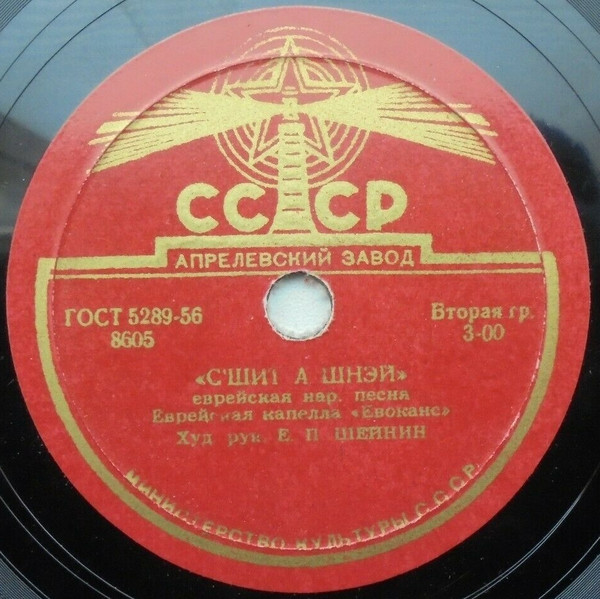 СССР
АПРЕЛЕВСКИЙ ЗАВОД
ГОСТ 5289-56
8605
Вторая гр.
3-00
«С'ШИТ А ШНЭЙ»
еврейская нар. песня
Еврейская капелла «Евоканс»
Худ рук. Е. П ШЕЙНИН
МИНИСТЕРСТВО КУЛЬТУРЫ С.С.С.Р.